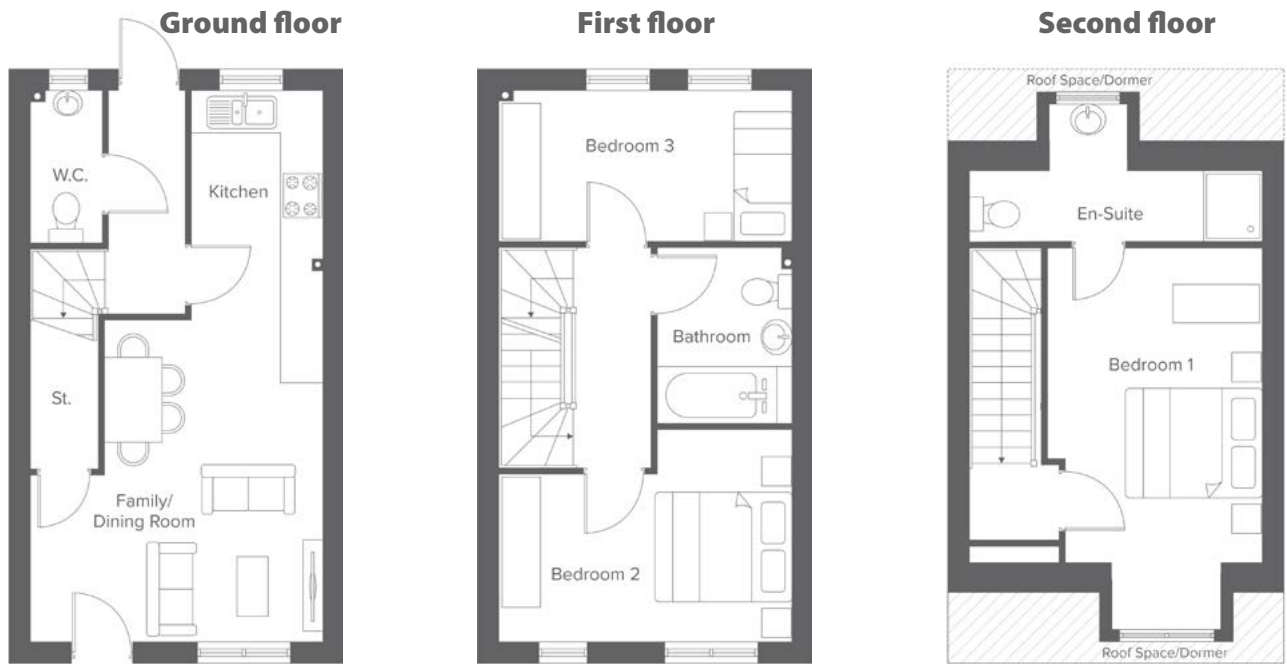 Ground floor
W.C.
Kitchen
St.
Family/
Dining Room
First floor
Bedroom 3
Bathroom
Bedroom 2
Second floor
Roof Space/Dormer
En-Suite
Bedroom 1
Roof Space/Dormer